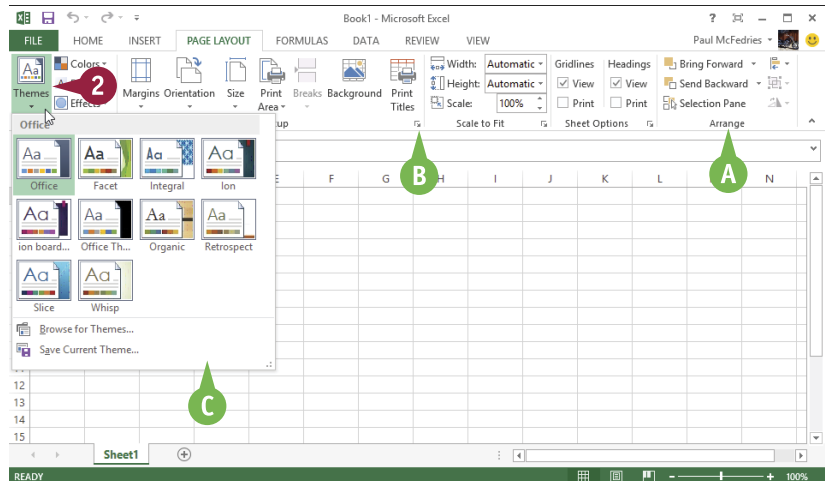 Book1 - Microsoft Excel
?
FILE HOME INSERT PAGE LAYOUT FORMULAS DATA REVIEW VIEW Paul McFedries
Aa Colors Width: Automatic Gridlines Headings Bring Forward
2
Themes Margins Orientation Size Print Area Breaks Background Print Titles Height: Automatic View View Send Backward
Effects Scale: 100% Print Print Selection Pane
Office up Scale to Fit Sheet Options Arrange
Aa Aa Aa Aa
B A
Office Facet Integral Ion
F G H I J K L N
Aa Aa Aa Aa
ion board... Office Th... Organic Retrospect
Aa Aa
Slice Whisp
Browse for Themes...
Save Current Theme...
C
12
13
14
15
Sheet1
READY 100%